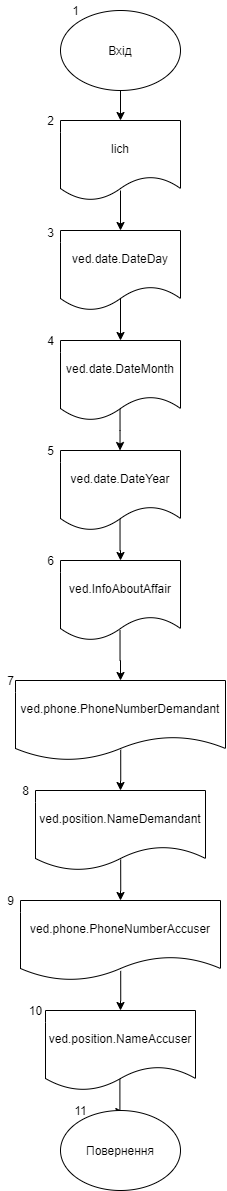 1
Вхід
2
lich
3
ved.date.DateDay
4
ved.date.DateMonth
5
ved.date.DateYear
6
ved.InfoAboutAffair
7
ved.phone.PhoneNumberDemandant
8
ved.position.NameDemandant
9
ved.phone.PhoneNumberAccuser
10
ved.position.NameAccuser
11
Повернення